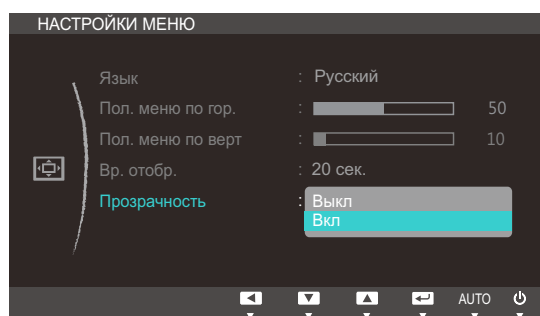 НАСТРОЙКИ МЕНЮ
Язык : Русский
Пол. меню по гор. : 50
Пол. меню по верт : 10
Вр. отобр. : 20 сек.
Прозрачность : Выкл
Вкл
AUTO